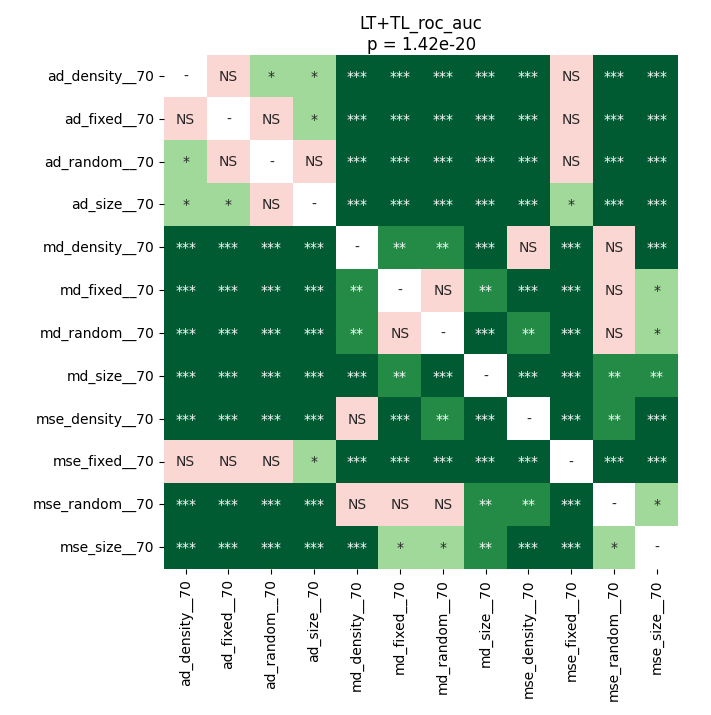 LT+TL_roc_auc
p = 1.42e-20
ad_density__70 - NS * * *** *** *** *** *** NS *** ***
ad_fixed__70 NS - NS * *** *** *** *** *** NS *** ***
ad_random__70 * NS - NS *** *** *** *** *** NS *** ***
ad_size__70 * * NS - *** *** *** *** *** * *** ***
md_density__70 *** *** *** *** - ** ** *** NS *** NS ***
md_fixed__70 *** *** *** *** ** - NS ** *** *** NS *
md_random__70 *** *** *** *** ** NS - *** ** *** NS *
md_size__70 *** *** *** *** *** ** *** - *** *** ** **
mse_density__70 *** *** *** *** NS *** ** *** - *** ** ***
mse_fixed__70 NS NS NS * *** *** *** *** *** - *** ***
mse_random__70 *** *** *** *** NS NS NS ** ** *** - *
mse_size__70 *** *** *** *** *** * * ** *** *** * -
ad_density__70
ad_fixed__70
ad_random__70
ad_size__70
md_density__70
md_fixed__70
md_random__70
md_size__70
mse_density__70
mse_fixed__70
mse_random__70
mse_size__70